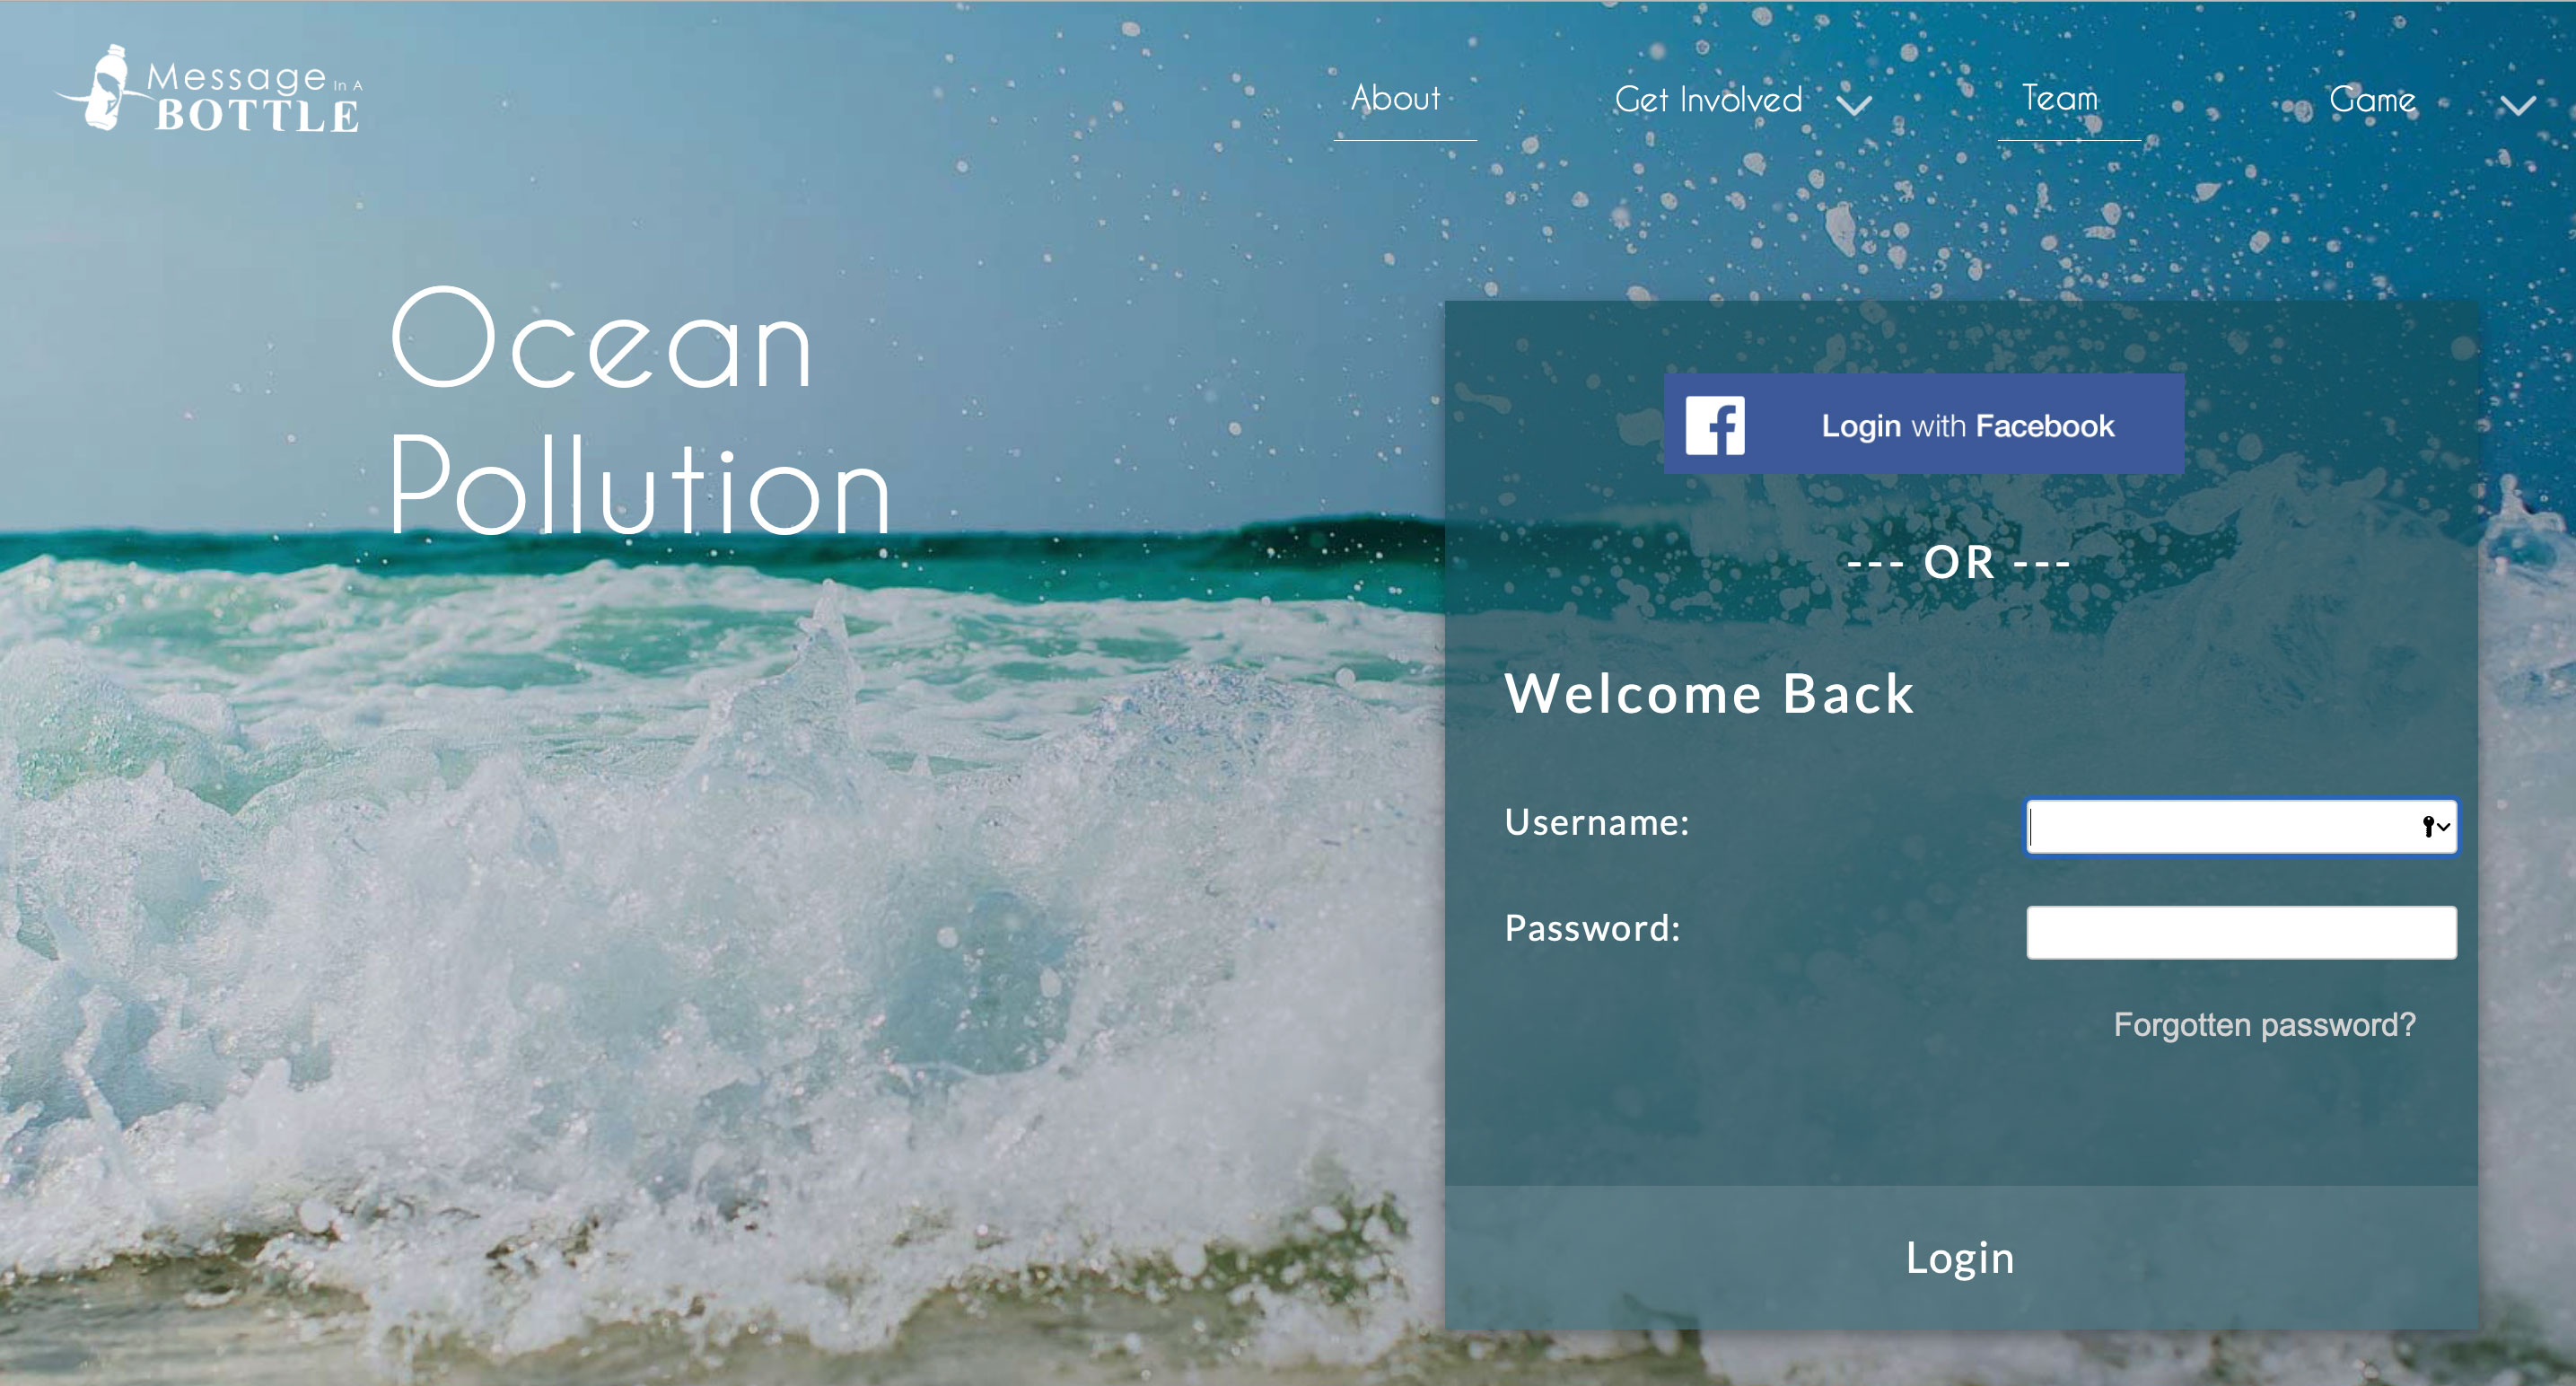 Message In A
BOTTLE
About
Get Involved
Team
Game
Ocean
Pollution
Login with Facebook
--- OR ---
Welcome Back
Username:
Password:
Forgotten password?
Login